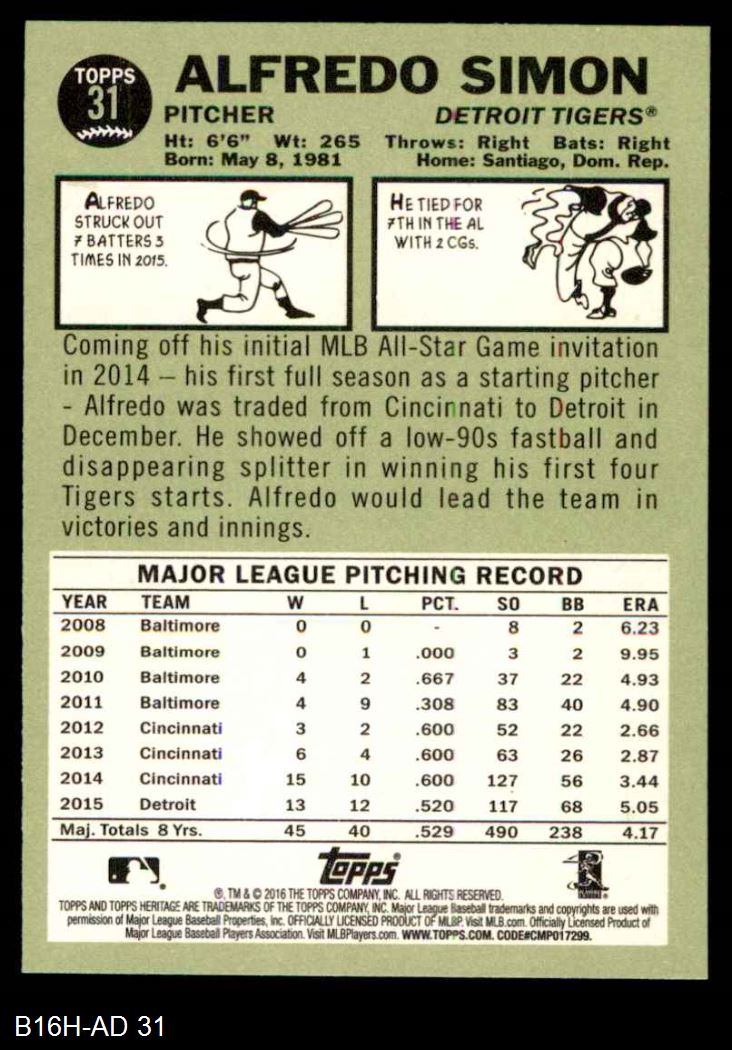 TOPPS
31
ALFREDO SIMON
PITCHER DETROIT TIGERS®
Ht: 6'6" Wt: 265 Throws: Right Bats: Right
Born: May 8, 1981 Home: Santiago, Dom. Rep.
ALFREDO
STRUCK OUT
7 BATTERS 3
TIMES IN 2015.
HE TIED FOR
7TH IN THE AL
WITH 2 CGS.
Coming off his initial MLB All-Star Game invitation
in 2014 – his first full season as a starting pitcher
- Alfredo was traded from Cincinnati to Detroit in
December. He showed off a low-90s fastball and
disappearing splitter in winning his first four
Tigers starts. Alfredo would lead the team in
victories and innings.
MAJOR LEAGUE PITCHING RECORD
YEAR TEAM W L PCT. SO BB ERA
2008 Baltimore 0 0 - 8 2 6.23
2009 Baltimore 0 1 .000 3 2 9.95
2010 Baltimore 4 2 .667 37 22 4.93
2011 Baltimore 4 9 .308 83 40 4.90
2012 Cincinnati 3 2 .600 52 22 2.66
2013 Cincinnati 6 4 .600 63 26 2.87
2014 Cincinnati 15 10 .600 127 56 3.44
2015 Detroit 13 12 .520 117 68 5.05
Maj. Totals 8 Yrs. 45 40 .529 490 238 4.17
Topps
®, TM & © 2016 THE TOPPS COMPANY, INC. ALL RIGHTS RESERVED.
TOPPS AND TOPPS HERITAGE ARE TRADEMARKS OF THE TOPPS COMPANY, INC. Major League Baseball trademarks and copyrights are used with
permission of Major League Baseball Properties, Inc. OFFICIALLY LICENSED PRODUCT OF MLBP. Visit MLB.com. Officially Licensed Product of
Major League Baseball Players Association. Visit MLBPlayers.com. WWW.TOPPS.COM. CODE#CMP017299.
B16H-AD 31